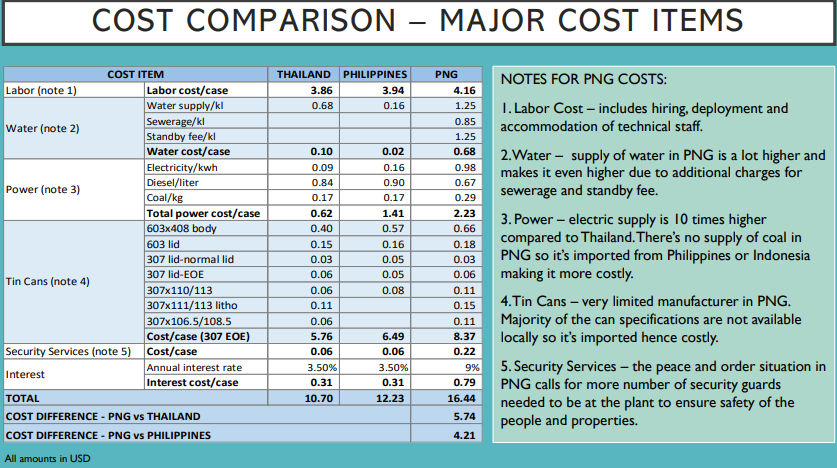 COST COMPARISON – MAJOR COST ITEMS
COST ITEM THAILAND PHILIPPINES PNG
Labor (note 1) Labor cost/case 3.86 3.94 4.16
Water (note 2)
Water supply/kl 0.68 0.16 1.25
Sewerage/kl 0.85
Standby fee/kl 1.25
Water cost/case 0.10 0.02 0.68
Power (note 3)
Electricity/kwh 0.09 0.16 0.98
Diesel/liter 0.84 0.90 0.67
Coal/kg 0.17 0.17 0.29
Total power cost/case 0.62 1.41 2.23
Tin Cans (note 4)
603x408 body 0.40 0.57 0.66
603 lid 0.15 0.16 0.18
307 lid-normal lid 0.03 0.05 0.03
307 lid-EOE 0.06 0.05 0.06
307x110/113 0.06 0.08 0.11
307x111/113 litho 0.11 0.15
307x106.5/108.5 0.06 0.11
Cost/case (307 EOE) 5.76 6.49 8.37
Security Services (note 5) Cost/case 0.06 0.06 0.22
Interest
Annual interest rate 3.50% 3.50% 9%
Interest cost/case 0.31 0.31 0.79
TOTAL 10.70 12.23 16.44
COST DIFFERENCE - PNG vs THAILAND 5.74
COST DIFFERENCE - PNG vs PHILIPPINES 4.21
All amounts in USD
NOTES FOR PNG COSTS:
1. Labor Cost – includes hiring, deployment and
accommodation of technical staff.
2. Water – supply of water in PNG is a lot higher and
makes it even higher due to additional charges for
sewerage and standby fee.
3. Power – electric supply is 10 times higher
compared to Thailand. There's no supply of coal in
PNG so it's imported from Philippines or Indonesia
making it more costly.
4. Tin Cans – very limited manufacturer in PNG.
Majority of the can specifications are not available
locally so it's imported hence costly.
5. Security Services – the peace and order situation in
PNG calls for more number of security guards
needed to be at the plant to ensure safety of the
people and properties.